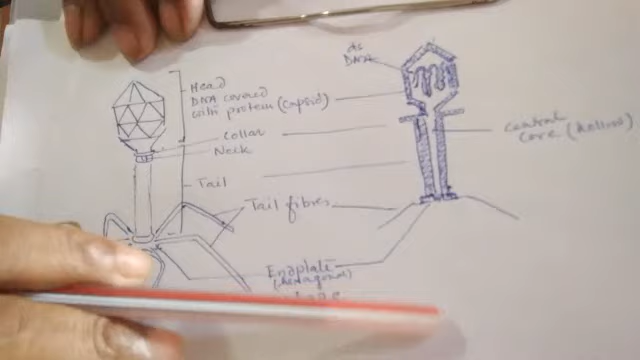 ds
DNA
Head
DNA covered
with protein (capsid)
Collar
Neck
central
core (hollow)
Tail
Tail fibres
Endplate
(hexagonal)